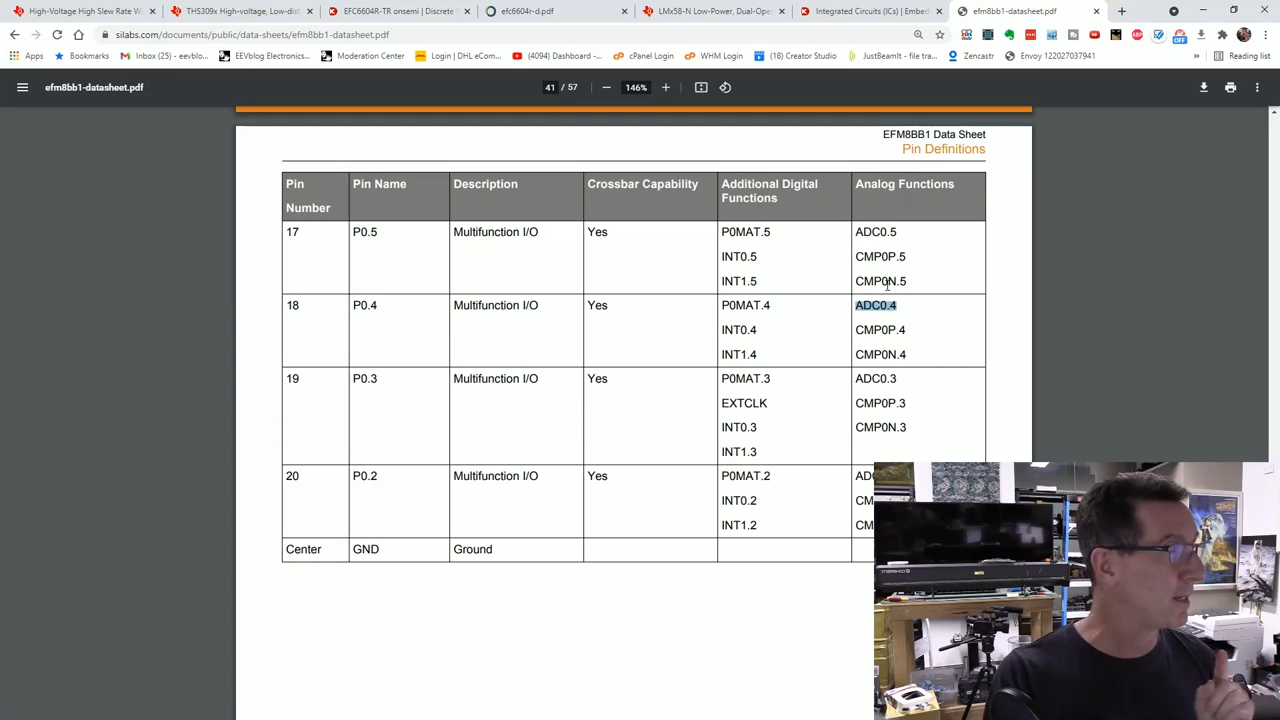 High-Voltage High Slew Rate W
THS309x High-voltage, Low-dist
EFC6604R-TR onsemi | Discrete S
efc6604r-d.pdf
LMx58-N Low-Power, Dual-Oper
Integrated Circuits (ICs) | Embed
efm8bb1-datasheet.pdf
silabs.com/documents/public/data-sheets/efm8bb1-datasheet.pdf
OFF
Apps
Bookmarks
Inbox (25) - eevblo
EEVblog Electronics
Moderation Center
Login | DHL eCom...
(4094) Dashboard -...
cPanel Login
WHM Login
(18) Creator Studio
JustBeamIt - file tra...
Zencastr
Envoy 122027037941
Reading list
efm8bb1-datasheet.pdf
41 / 57
146%
EFM8BB1 Data Sheet
Pin Definitions
Pin Number
Pin Name
Description
Crossbar Capability
Additional Digital Functions
Analog Functions
17
P0.5
Multifunction I/O
Yes
P0MAT.5
INT0.5
INT1.5
ADC0.5
CMP0P.5
CMP0N.5
18
P0.4
Multifunction I/O
Yes
P0MAT.4
INT0.4
INT1.4
ADC0.4
CMP0P.4
CMP0N.4
19
P0.3
Multifunction I/O
Yes
P0MAT.3
EXTCLK
INT0.3
INT1.3
ADC0.3
CMP0P.3
CMP0N.3
20
P0.2
Multifunction I/O
Yes
P0MAT.2
INT0.2
INT1.2
Center
GND
Ground